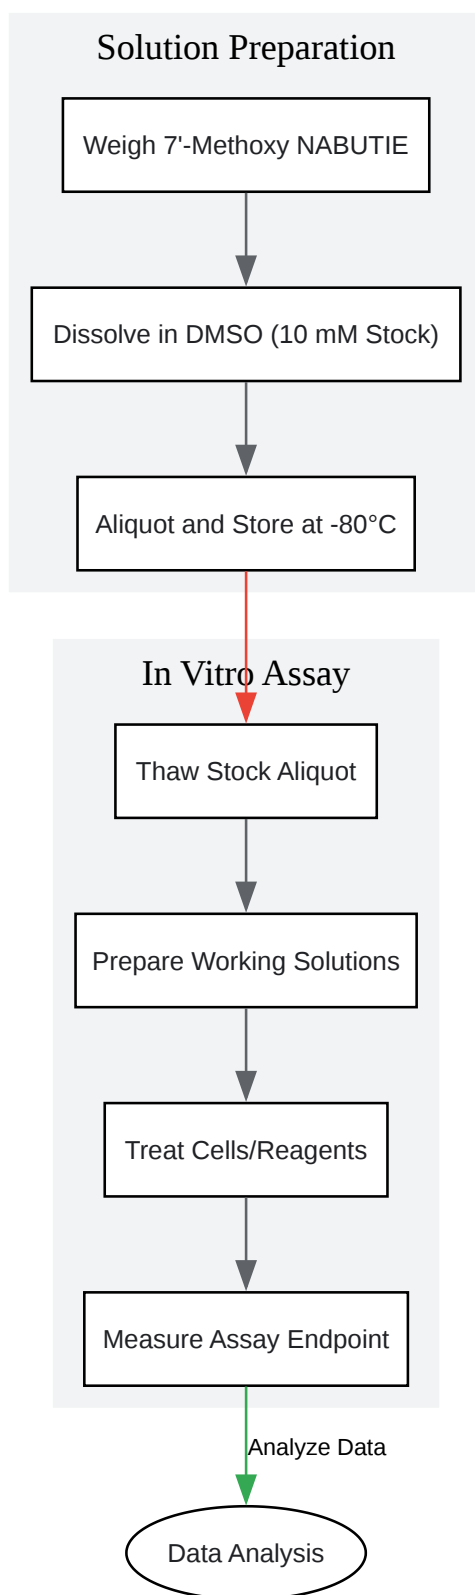 Solution Preparation
Weigh 7'-Methoxy NABUTIE
Dissolve in DMSO (10 mM Stock)
Aliquot and Store at -80°C
In Vitro Assay
Thaw Stock Aliquot
Prepare Working Solutions
Treat Cells/Reagents
Measure Assay Endpoint
Analyze Data
Data Analysis